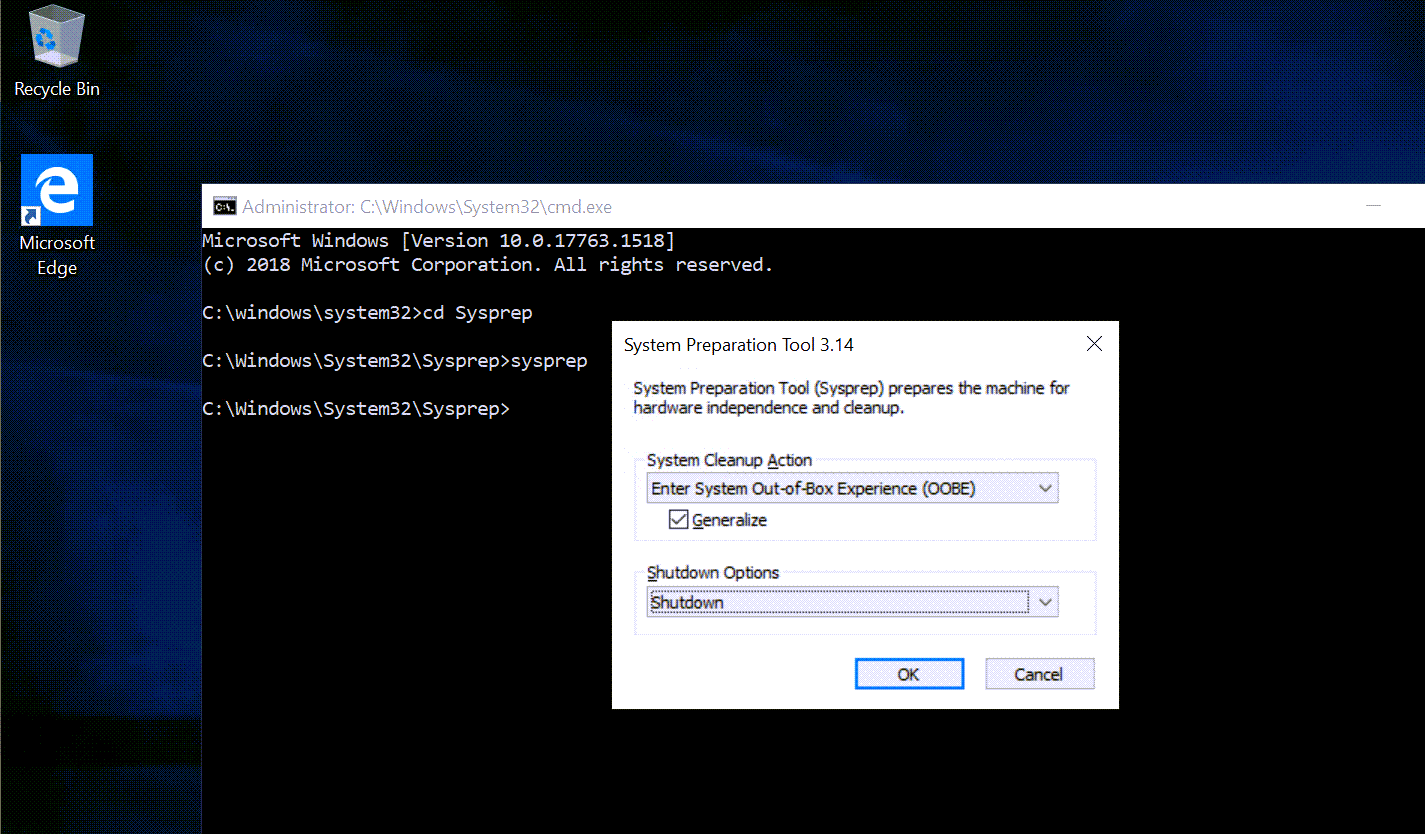 Recycle Bin
Microsoft
Edge
Administrator: C:\Windows\System32\cmd.exe
Microsoft Windows [Version 10.0.17763.1518]
(c) 2018 Microsoft Corporation. All rights reserved.
C:\windows\system32>cd Sysprep
C:\Windows\System32\Sysprep>sysprep
C:\Windows\System32\Sysprep>
System Preparation Tool 3.14
System Preparation Tool (Sysprep) prepares the machine for
hardware independence and cleanup.
System Cleanup Action
Enter System Out-of-Box Experience (OOBE)
Generalize
Shutdown Options
Shutdown
OK
Cancel